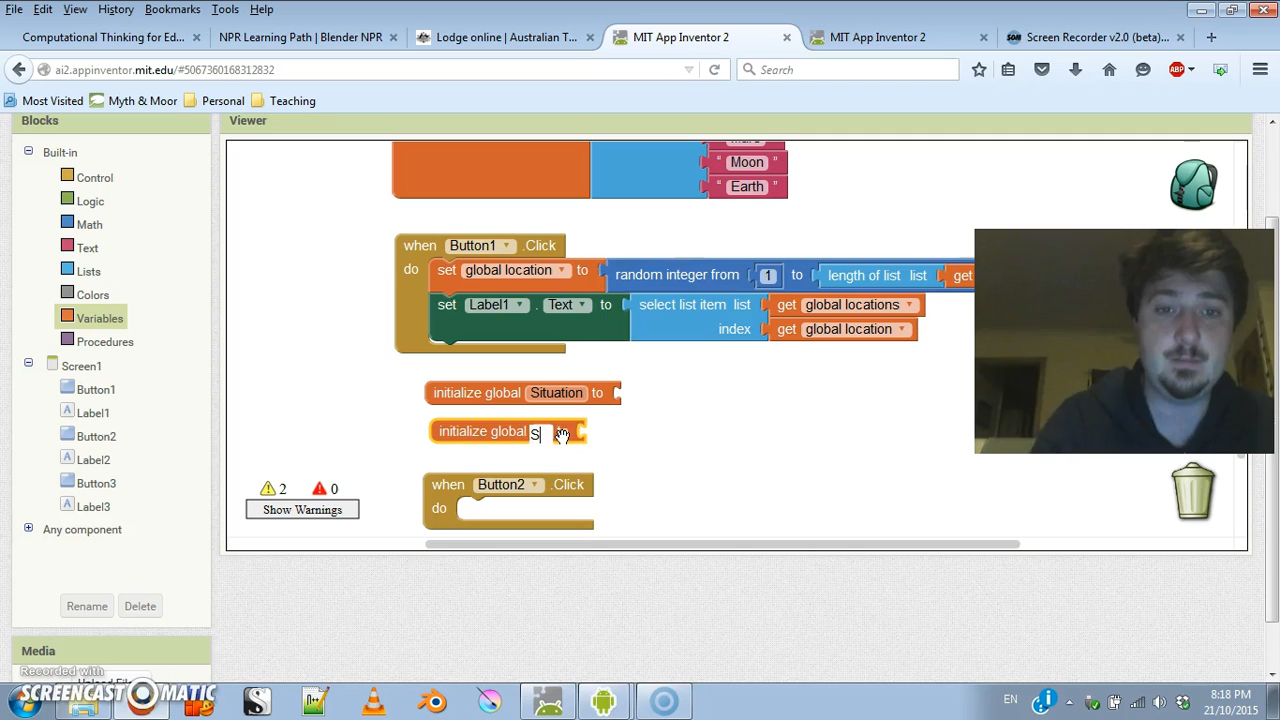 File Edit View History Bookmarks Tools Help
Computational Thinking for Ed... × NPR Learning Path | Blender NPR × Lodge online | Australian T... × MIT App Inventor 2 × MIT App Inventor 2 × Screen Recorder v2.0 (beta)... × +
ai2.appinventor.mit.edu/#5067360168312832 Search ABP
Most Visited Myth & Moor Personal Teaching
Blocks Viewer
Built-in
Control
Logic
Math
Text
Lists
Colors
Variables
Procedures
Screen1
Button1
Label1
Button2
Label2
Button3
Label3
Any component
Rename Delete
Media
“ Moon ”
“ Earth ”
when Button1 .Click
do set global location to random integer from 1 to length of list list get
set Label1 . Text to select list item list get global locations
index get global location
initialize global Situation to
initialize global S
when Button2 .Click
do
2 0
Show Warnings
Recorded with
SCREENCAST-O-MATIC
EN 8:18 PM
21/10/2015